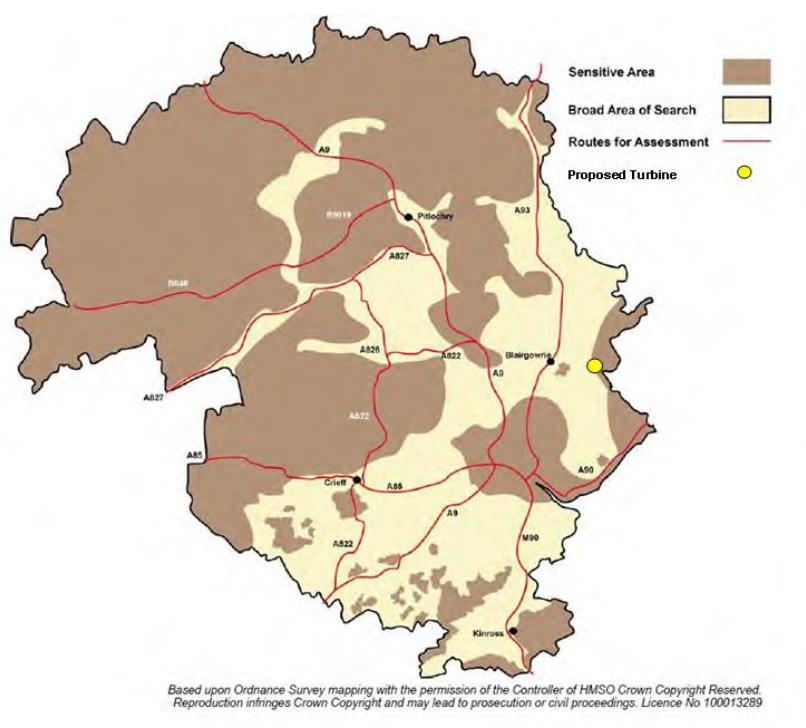 Sensitive Area
Broad Area of Search
Routes for Assessment
Proposed Turbine
A9
B8019
Pitlochry
A93
A827
B846
A826
A822
Blairgowrie
A9
A827
A822
A85
A90
Crieff
A85
A9
A822
M90
Kinross
Based upon Ordnance Survey mapping with the permission of the Controller of HMSO Crown Copyright Reserved.
Reproduction infringes Crown Copyright and may lead to prosecution or civil proceedings. Licence No 100013289